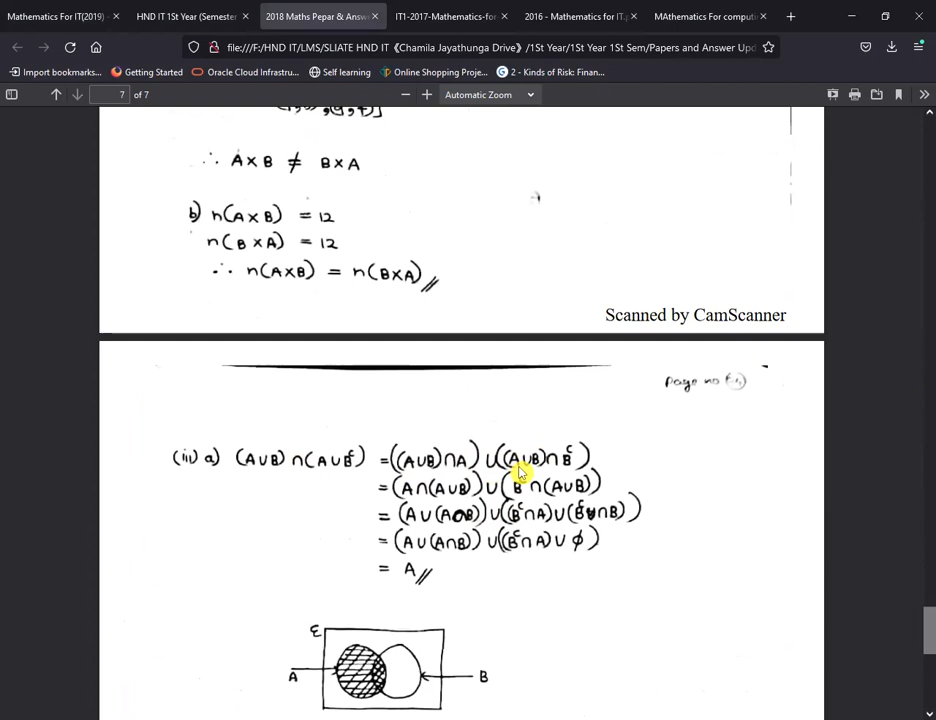 Mathematics For IT(2019)
HND IT 1St Year (Semester
2018 Maths Pepar & Answe
IT1-2017-Mathematics-for-
2016 - Mathematics for IT.p
MAthematics For computi
file:///F:/HND IT/LMS/SLIATE HND IT《Chamila Jayathunga Drive》/1St Year/1St Year 1St Sem/Papers and Answer Upd
Import bookmarks...
Getting Started
Oracle Cloud Infrastru...
Self learning
Online Shopping Proje...
2 - Kinds of Risk: Finan...
7 of 7
Automatic Zoom
∴ A×B ≠ B×A
b) n(A×B) = 12
n(B×A) = 12
∴ n(A×B) = n(B×A)//
Scanned by CamScanner
Page no
(iii) a) (A∪B)∩(A∪Bᶜ) =((A∪B)∩A) ∪((A∪B)∩Bᶜ)
= (A∩(A∪B))∪(Bᶜ∩(A∪B))
= (A∪(A∩B))∪((Bᶜ∩A)∪(Bᶜ∩B))
= (A∪(A∩B))∪((Bᶜ∩A)∪ϕ)
= A//
Ɛ
A
B